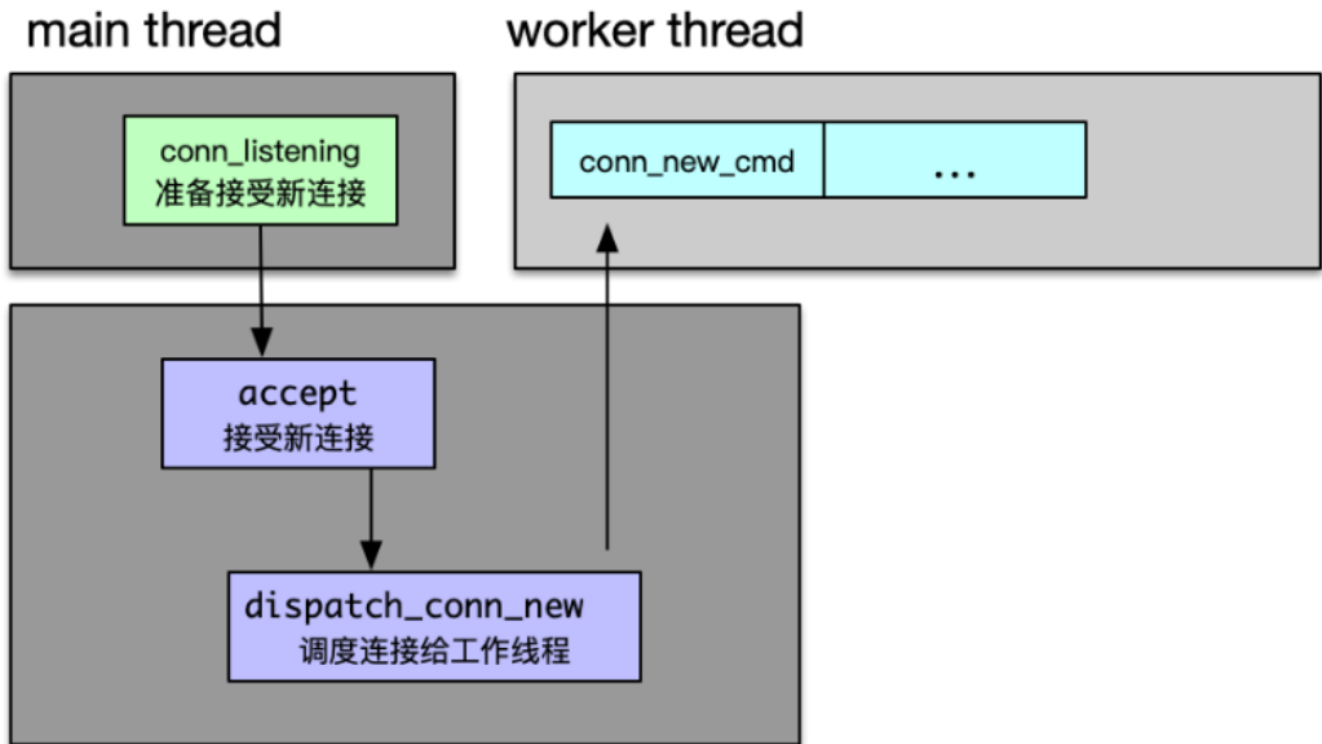 main thread
worker thread
conn_listening
准备接受新连接
conn_new_cmd
...
accept
接受新连接
dispatch_conn_new
调度连接给工作线程